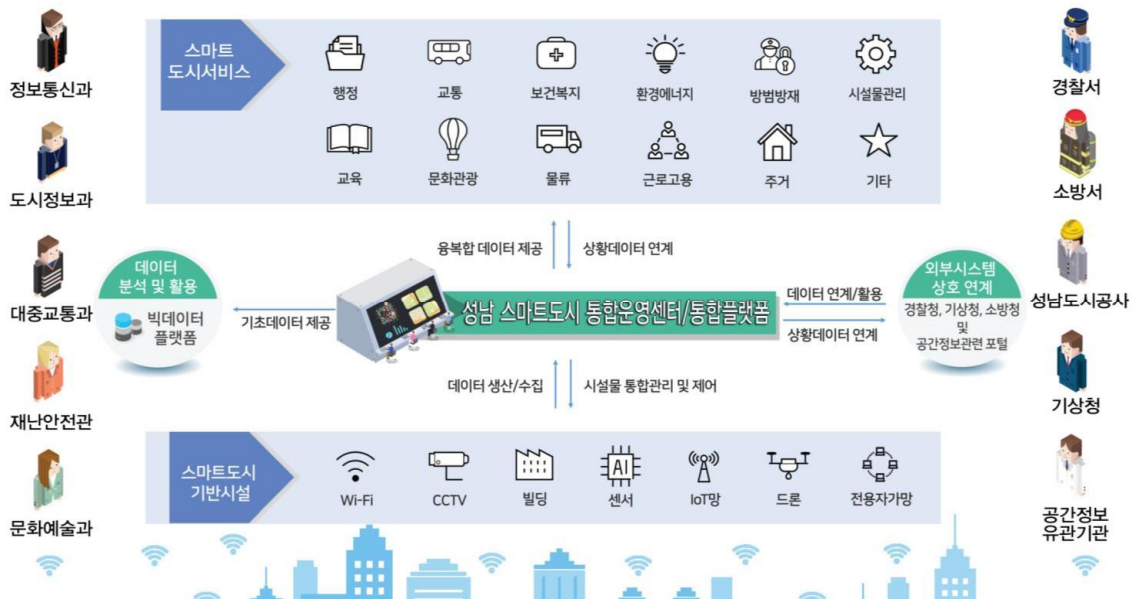 정보통신과
도시정보과
대중교통과
재난안전관
문화예술과
스마트
도시서비스
행정
교통
보건복지
환경에너지
방범방재
시설물관리
교육
문화관광
물류
근로고용
주거
기타
융복합 데이터 제공
상황데이터 연계
데이터
분석 및 활용
빅데이터
플랫폼
기초데이터 제공
성남 스마트도시 통합운영센터/통합플랫폼
데이터 연계/활용
상황데이터 연계
외부시스템
상호 연계
경찰청, 기상청, 소방청
및
공간정보관련 포털
데이터 생산/수집
시설물 통합관리 및 제어
스마트도시
기반시설
Wi-Fi
CCTV
빌딩
AI
센서
IoT망
드론
전용자가망
경찰서
소방서
성남도시공사
기상청
공간정보
유관기관